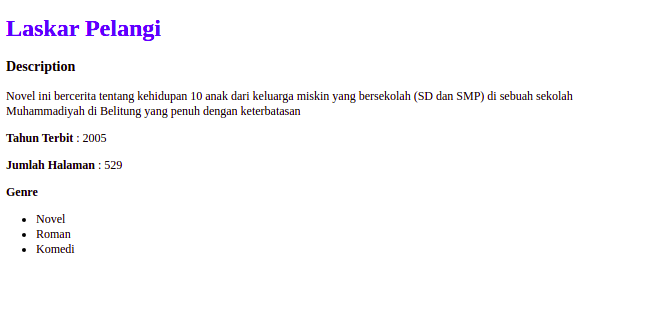 Laskar Pelangi
Description
Novel ini bercerita tentang kehidupan 10 anak dari keluarga miskin yang bersekolah (SD dan SMP) di sebuah sekolah
Muhammadiyah di Belitung yang penuh dengan keterbatasan
Tahun Terbit : 2005
Jumlah Halaman : 529
Genre
• Novel
• Roman
• Komedi